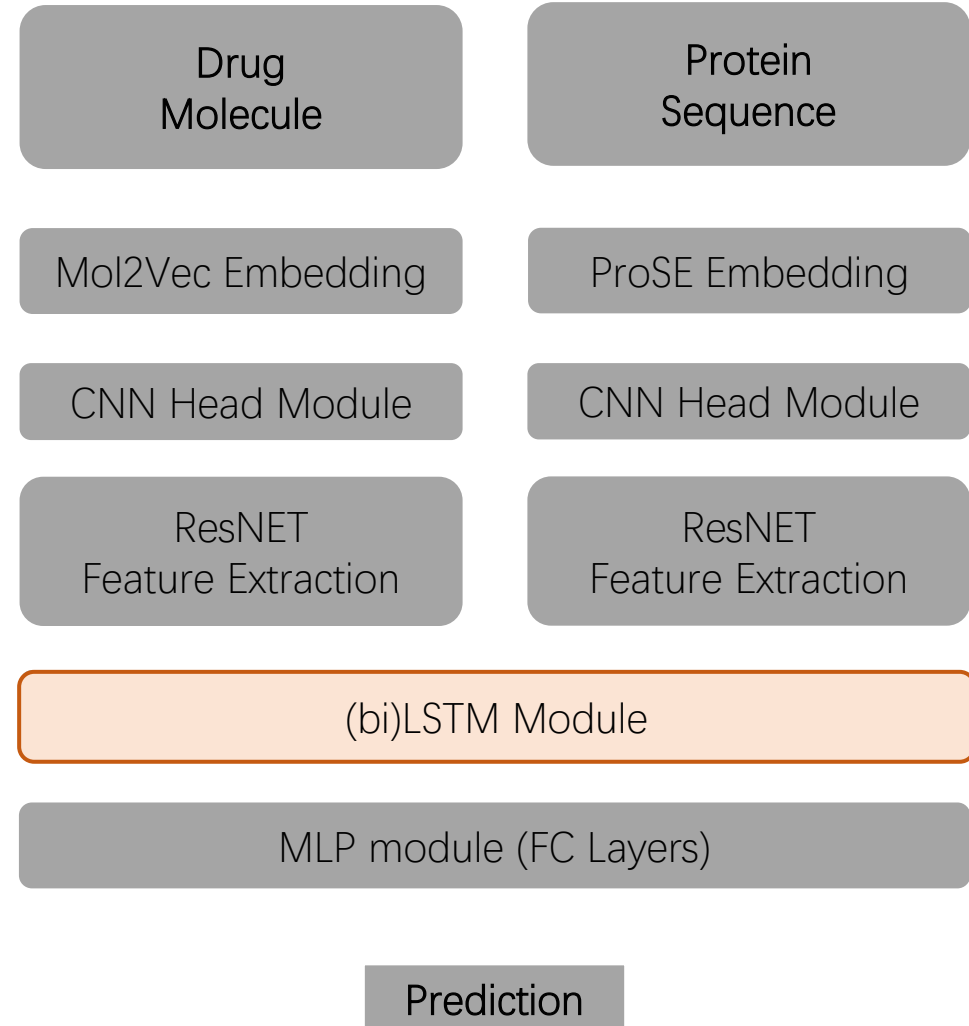 Drug
Molecule
Protein
Sequence
Mol2Vec Embedding
ProSE Embedding
CNN Head Module
CNN Head Module
ResNET
Feature Extraction
ResNET
Feature Extraction
(bi)LSTM Module
MLP module (FC Layers)
Prediction